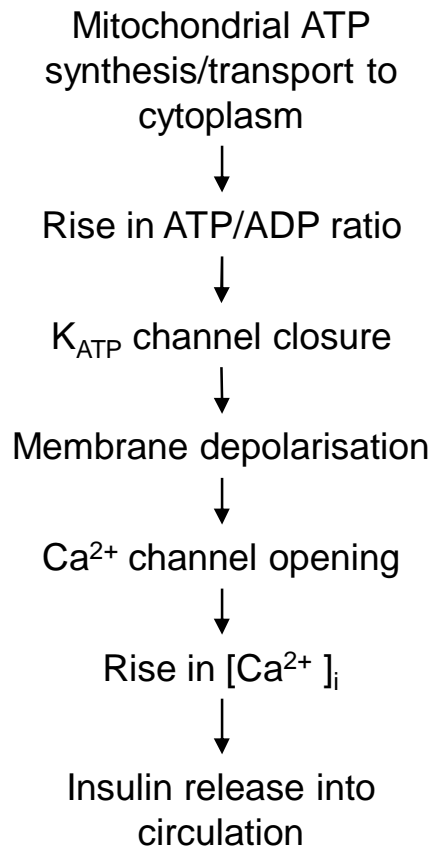 Mitochondrial ATP
synthesis/transport to
cytoplasm
Rise in ATP/ADP ratio
K_ATP channel closure
Membrane depolarisation
Ca²⁺ channel opening
Rise in [Ca²⁺ ]ᵢ
Insulin release into
circulation